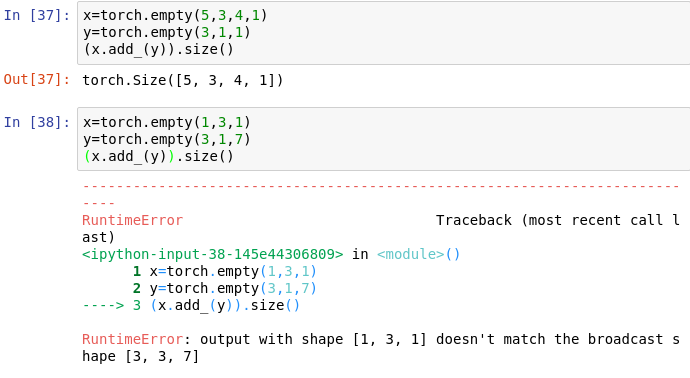 In [37]: x=torch.empty(5,3,4,1)
y=torch.empty(3,1,1)
(x.add_(y)).size()
Out[37]: torch.Size([5, 3, 4, 1])
In [38]: x=torch.empty(1,3,1)
y=torch.empty(3,1,7)
(x.add_(y)).size()
---------------------------------------------------------------------------
----
RuntimeError                              Traceback (most recent call l
ast)
<ipython-input-38-145e44306809> in <module>()
      1 x=torch.empty(1,3,1)
      2 y=torch.empty(3,1,7)
----> 3 (x.add_(y)).size()
RuntimeError: output with shape [1, 3, 1] doesn't match the broadcast s
hape [3, 3, 7]